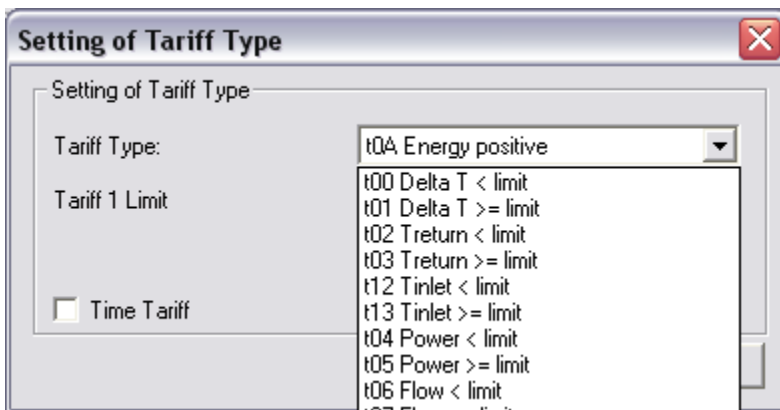 Setting of Tariff Type
Setting of Tariff Type
Tariff Type:
t0A Energy positive
Tariff 1 Limit
t00 Delta T < limit
t01 Delta T >= limit
t02 Treturn < limit
t03 Treturn >= limit
t12 Tinlet < limit
t13 Tinlet >= limit
Time Tariff
t04 Power < limit
t05 Power >= limit
t06 Flow < limit